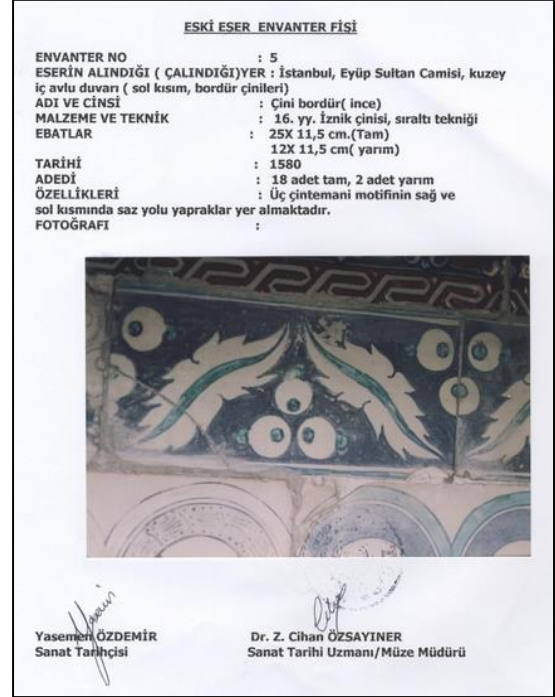 ESKİ ESER ENVANTER FİŞİ
ENVANTER NO : 5
ESERİN ALINDIĞI ( ÇALINDIĞI)YER : İstanbul, Eyüp Sultan Camisi, kuzey
iç avlu duvarı ( sol kısım, bordür çinileri)
ADI VE CİNSİ : Çini bordür( ince)
MALZEME VE TEKNİK : 16. yy. İznik çinisi, sıraltı tekniği
EBATLAR : 25X 11,5 cm.(Tam)
12X 11,5 cm( yarım)
TARİHİ : 1580
ADEDİ : 18 adet tam, 2 adet yarım
ÖZELLİKLERİ : Üç çintemani motifinin sağ ve
sol kısmında saz yolu yapraklar yer almaktadır.
FOTOĞRAFI :
Yasemen ÖZDEMİR Dr. Z. Cihan ÖZSAYINER
Sanat Tarihçisi Sanat Tarihi Uzmanı/Müze Müdürü